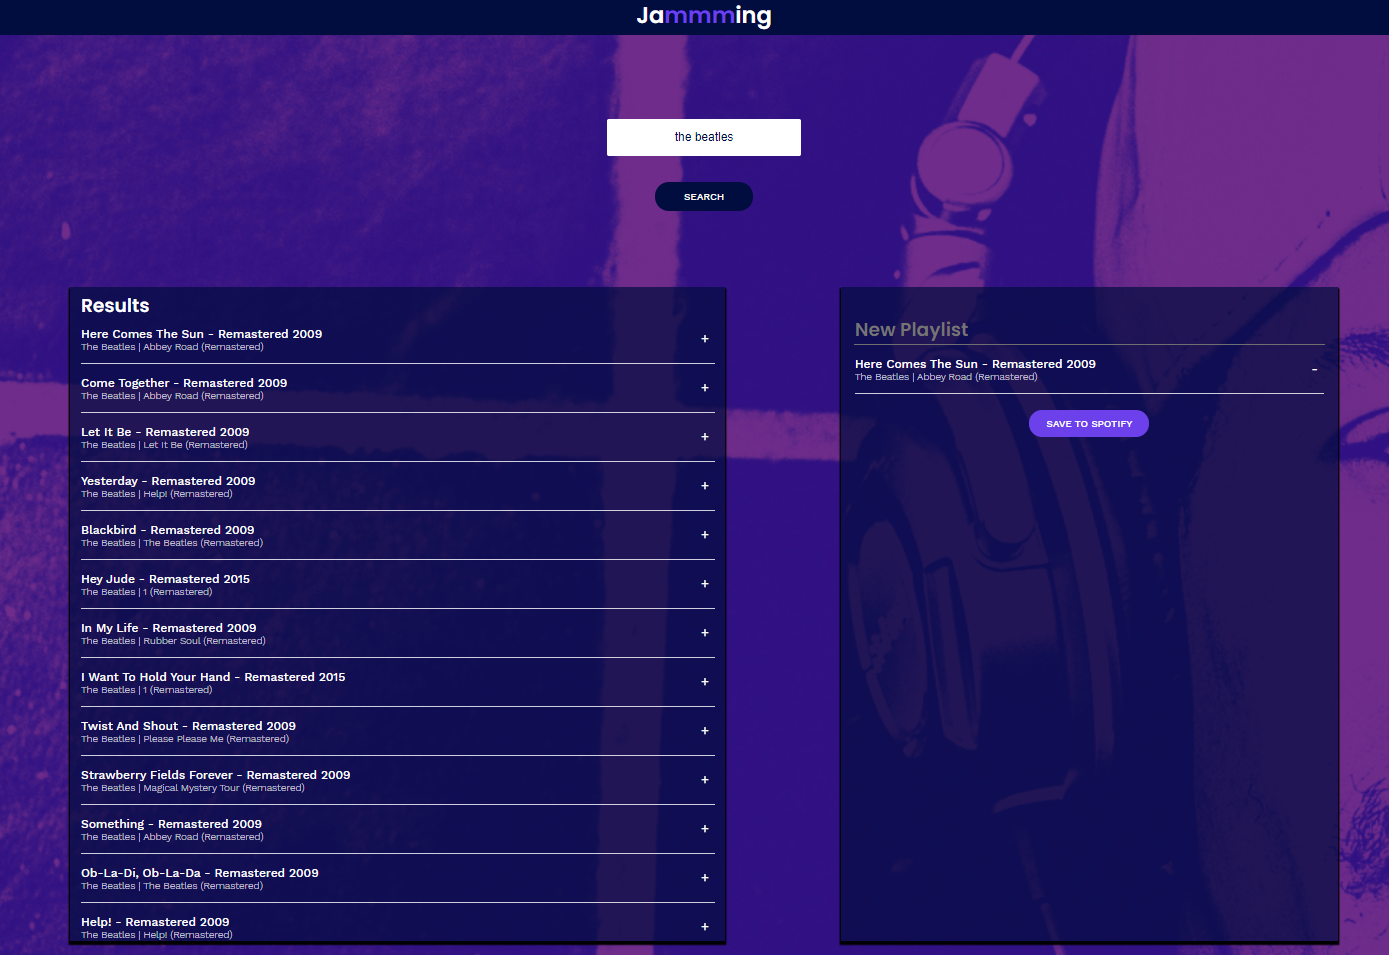 Jammming
the beatles
SEARCH
Results
Here Comes The Sun - Remastered 2009
The Beatles | Abbey Road (Remastered)
+
Come Together - Remastered 2009
The Beatles | Abbey Road (Remastered)
+
Let It Be - Remastered 2009
The Beatles | Let It Be (Remastered)
+
Yesterday - Remastered 2009
The Beatles | Help! (Remastered)
+
Blackbird - Remastered 2009
The Beatles | The Beatles (Remastered)
+
Hey Jude - Remastered 2015
The Beatles | 1 (Remastered)
+
In My Life - Remastered 2009
The Beatles | Rubber Soul (Remastered)
+
I Want To Hold Your Hand - Remastered 2015
The Beatles | 1 (Remastered)
+
Twist And Shout - Remastered 2009
The Beatles | Please Please Me (Remastered)
+
Strawberry Fields Forever - Remastered 2009
The Beatles | Magical Mystery Tour (Remastered)
+
Something - Remastered 2009
The Beatles | Abbey Road (Remastered)
+
Ob-La-Di, Ob-La-Da - Remastered 2009
The Beatles | The Beatles (Remastered)
+
Help! - Remastered 2009
The Beatles | Help! (Remastered)
+
New Playlist
Here Comes The Sun - Remastered 2009
The Beatles | Abbey Road (Remastered)
-
SAVE TO SPOTIFY